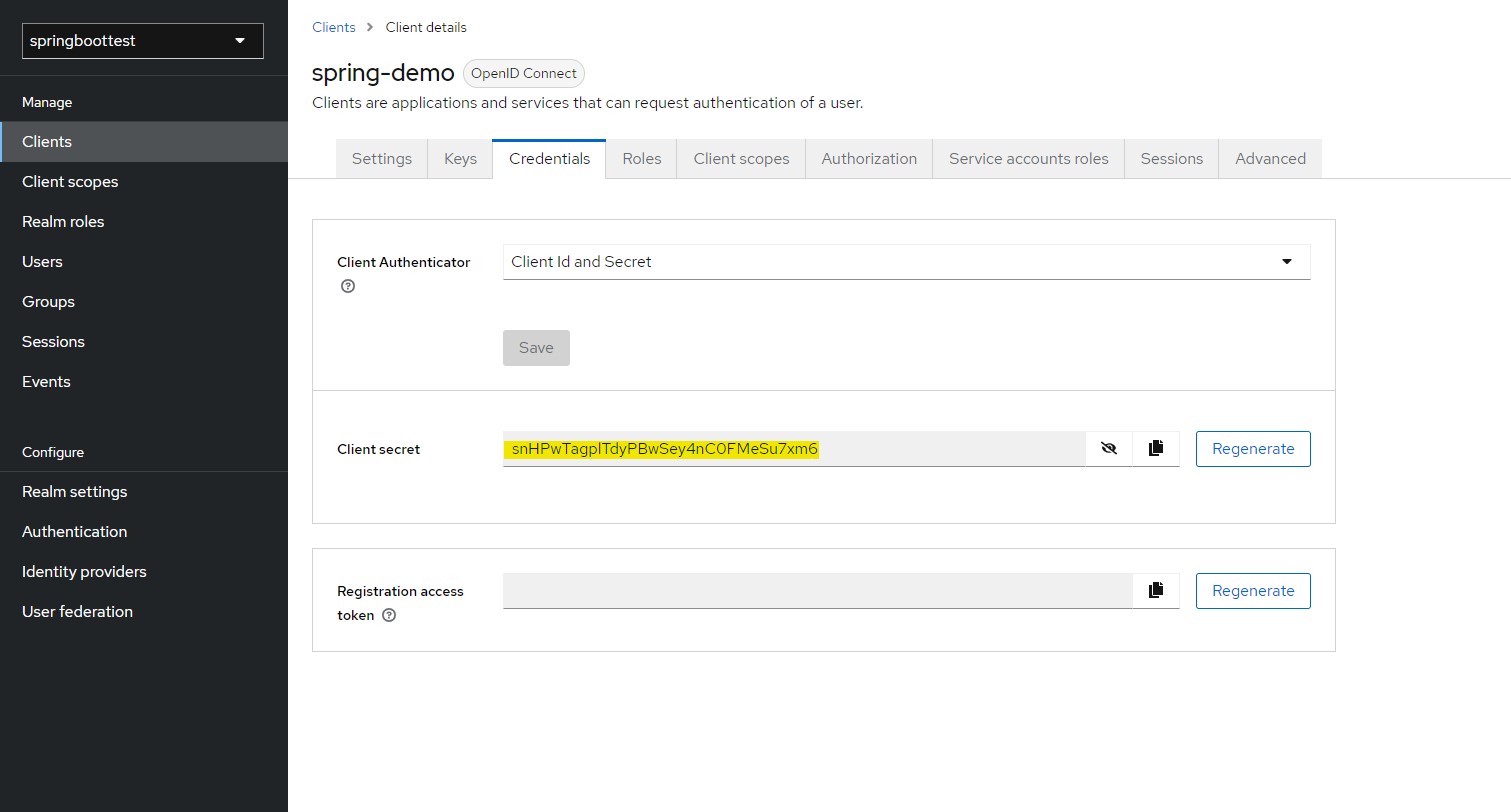 springboottest
Manage
Clients
Client scopes
Realm roles
Users
Groups
Sessions
Events
Configure
Realm settings
Authentication
Identity providers
User federation
Clients > Client details
spring-demo OpenID Connect
Clients are applications and services that can request authentication of a user.
Settings Keys Credentials Roles Client scopes Authorization Service accounts roles Sessions Advanced
Client Authenticator Client Id and Secret
Save
Client secret snHPwTagplTdyPBwSey4nC0FMeSu7xm6 Regenerate
Registration access Regenerate
token